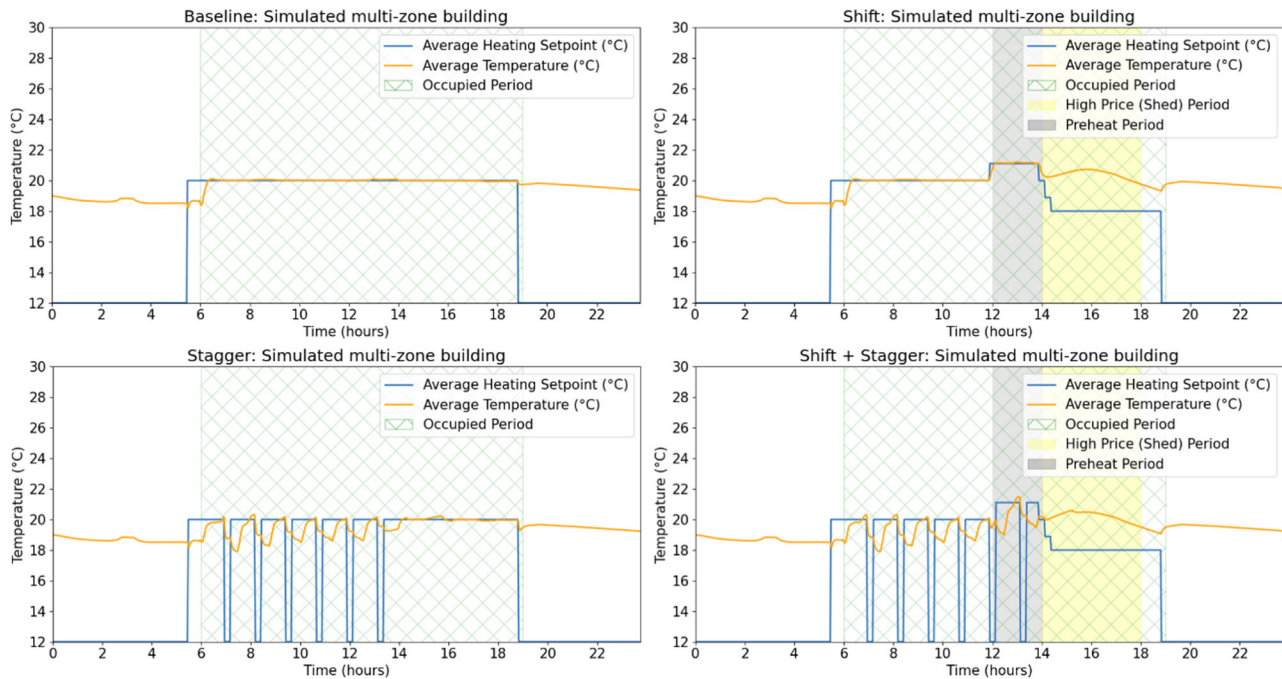 Baseline: Simulated multi-zone building
30
28
26
24
22
20
18
16
14
12
Temperature (°C)
Average Heating Setpoint (°C)
Average Temperature (°C)
Occupied Period
0 2 4 6 8 10 12 14 16 18 20 22
Time (hours)
Shift: Simulated multi-zone building
30
28
26
24
22
20
18
16
14
12
Temperature (°C)
Average Heating Setpoint (°C)
Average Temperature (°C)
Occupied Period
High Price (Shed) Period
Preheat Period
0 2 4 6 8 10 12 14 16 18 20 22
Time (hours)
Stagger: Simulated multi-zone building
30
28
26
24
22
20
18
16
14
12
Temperature (°C)
Average Heating Setpoint (°C)
Average Temperature (°C)
Occupied Period
0 2 4 6 8 10 12 14 16 18 20 22
Time (hours)
Shift + Stagger: Simulated multi-zone building
30
28
26
24
22
20
18
16
14
12
Temperature (°C)
Average Heating Setpoint (°C)
Average Temperature (°C)
Occupied Period
High Price (Shed) Period
Preheat Period
0 2 4 6 8 10 12 14 16 18 20 22
Time (hours)